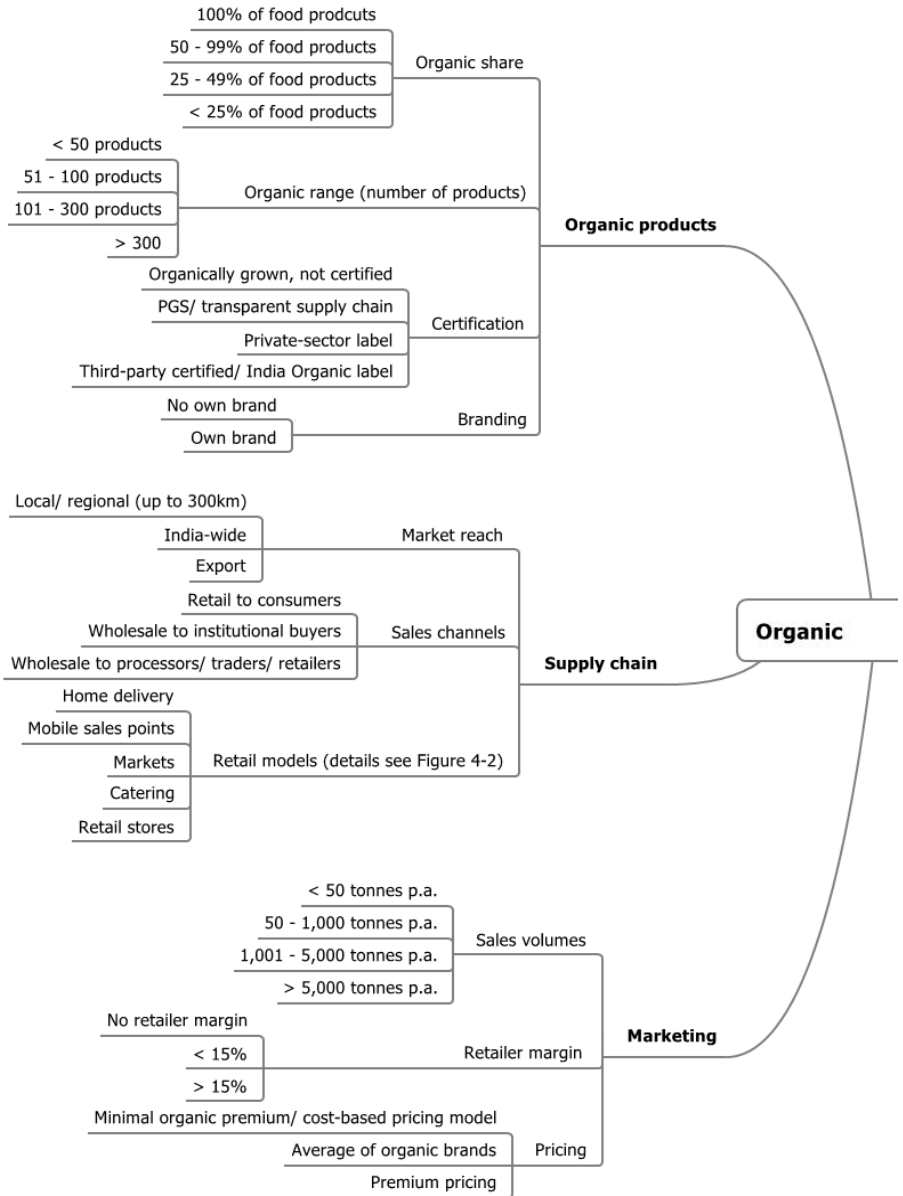 100% of food prodcuts
50 - 99% of food products
Organic share
25 - 49% of food products
< 25% of food products
< 50 products
51 - 100 products
Organic range (number of products)
101 - 300 products
> 300
Organic products
Organically grown, not certified
PGS/ transparent supply chain
Certification
Private-sector label
Third-party certified/ India Organic label
No own brand
Branding
Own brand
Local/ regional (up to 300km)
India-wide
Market reach
Export
Retail to consumers
Wholesale to institutional buyers
Sales channels
Wholesale to processors/ traders/ retailers
Supply chain
Organic
Home delivery
Mobile sales points
Markets
Retail models (details see Figure 4-2)
Catering
Retail stores
< 50 tonnes p.a.
50 - 1,000 tonnes p.a.
Sales volumes
1,001 - 5,000 tonnes p.a.
> 5,000 tonnes p.a.
No retailer margin
< 15%
Retailer margin
> 15%
Marketing
Minimal organic premium/ cost-based pricing model
Average of organic brands
Pricing
Premium pricing